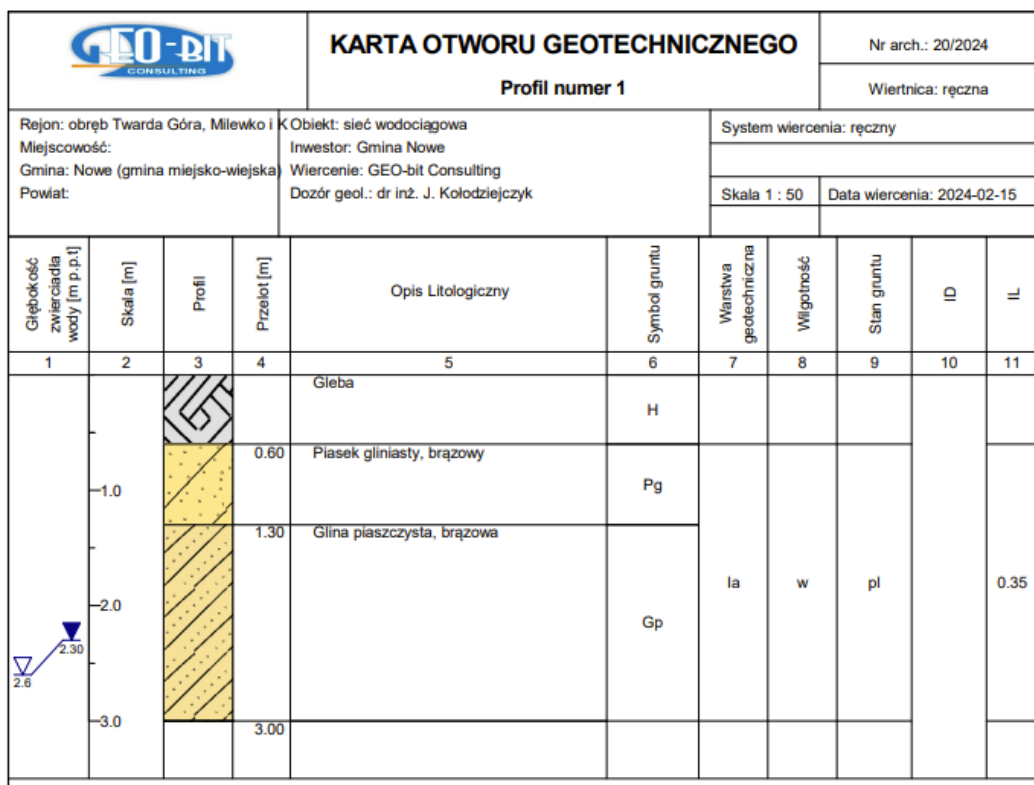 GEO-BIT
CONSULTING
KARTA OTWORU GEOTECHNICZNEGO
Profil numer 1
Nr arch.: 20/2024
Wiertnica: ręczna
Rejon: obręb Twarda Góra, Milewko i K
Miejscowość:
Gmina: Nowe (gmina miejsko-wiejska)
Powiat:
Obiekt: sieć wodociągowa
Inwestor: Gmina Nowe
Wiercenie: GEO-bit Consulting
Dozór geol.: dr inż. J. Kołodziejczyk
System wiercenia: ręczny
Skala 1 : 50
Data wiercenia: 2024-02-15
Głębokość
zwierciadła
wody [m p.p.t]
Skala [m]
Profil
Przelot [m]
Opis Litologiczny
Symbol gruntu
Warstwa
geotechniczna
Wilgotność
Stan gruntu
ID
IL
1 2 3 4 5 6 7 8 9 10 11
Gleba
H
0.60 Piasek gliniasty, brązowy
Pg
1.0
1.30 Glina piaszczysta, brązowa
Ia w pl 0.35
2.0
Gp
2.30
2.6
3.0
3.00